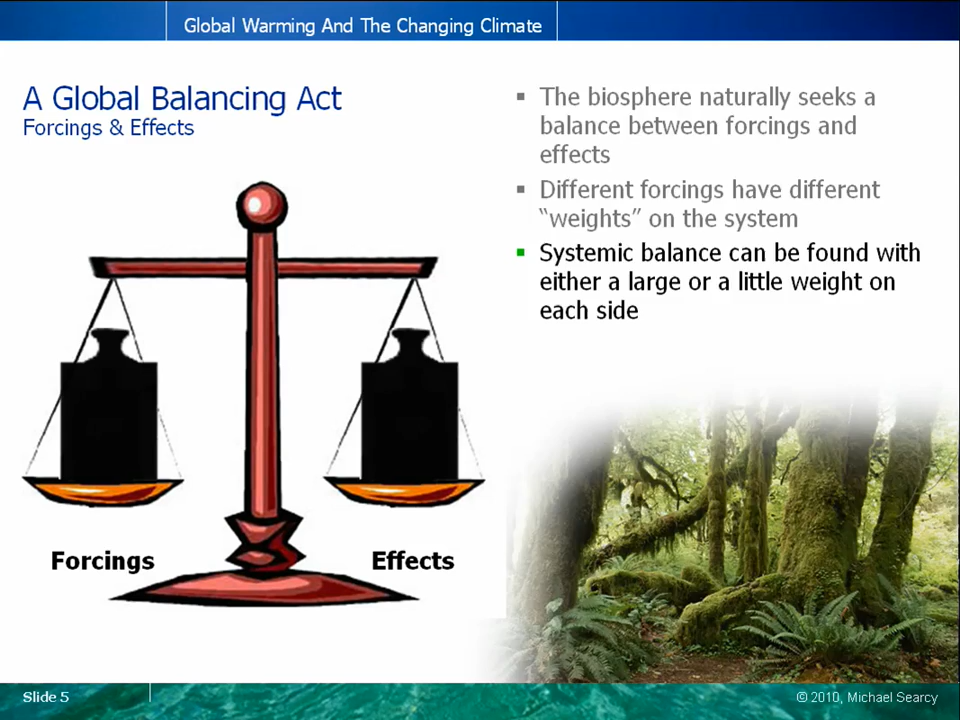 Global Warming And The Changing Climate
A Global Balancing Act
Forcings & Effects
▪ The biosphere naturally seeks a
balance between forcings and
effects
▪ Different forcings have different
“weights” on the system
▪ Systemic balance can be found with
either a large or a little weight on
each side
Forcings
Effects
Slide 5
© 2010, Michael Searcy